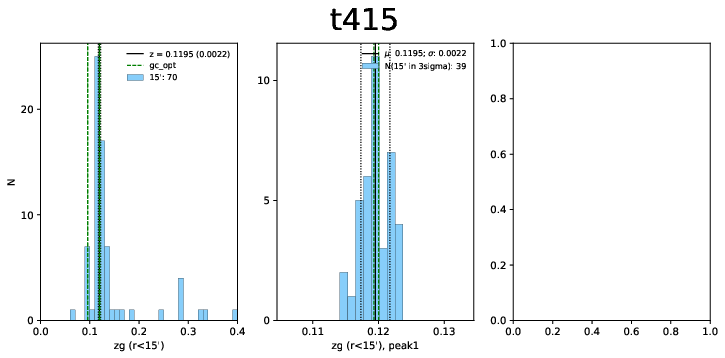 t415
z = 0.1195 (0.0022)
gc_opt
15': 70
N
0
10
20
0.0 0.1 0.2 0.3 0.4
zg (r<15')
μ: 0.1195; σ: 0.0022
N(15' in 3sigma): 39
0
5
10
0.11 0.12 0.13
zg (r<15'), peak1
1.0
0.8
0.6
0.4
0.2
0.0
0.0 0.2 0.4 0.6 0.8 1.0